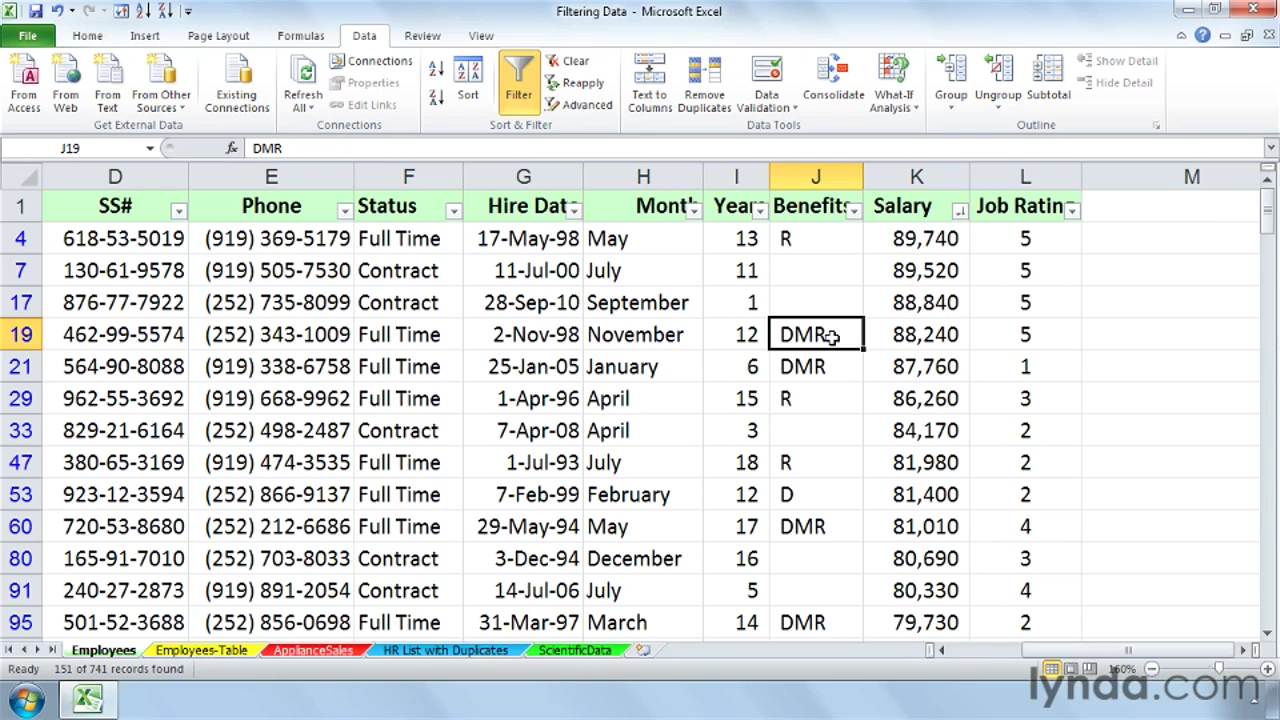 Filtering Data - Microsoft Excel
File Home Insert Page Layout Formulas Data Review View
From Access
From Web
From Text
From Other Sources
Existing Connections
Get External Data
Refresh All
Connections
Properties
Edit Links
Connections
Sort
Filter
Clear
Reapply
Advanced
Sort & Filter
Text to Columns
Remove Duplicates
Data Validation
Consolidate
What-If Analysis
Data Tools
Group
Ungroup
Subtotal
Show Detail
Hide Detail
Outline
J19 fx DMR
D E F G H I J K L M
1 SS# Phone Status Hire Dat Mont Year Benefits Salary Job Ratin
4 618-53-5019 (919) 369-5179 Full Time 17-May-98 May 13 R 89,740 5
7 130-61-9578 (919) 505-7530 Contract 11-Jul-00 July 11 89,520 5
17 876-77-7922 (252) 735-8099 Contract 28-Sep-10 September 1 88,840 5
19 462-99-5574 (252) 343-1009 Full Time 2-Nov-98 November 12 DMR 88,240 5
21 564-90-8088 (919) 338-6758 Full Time 25-Jan-05 January 6 DMR 87,760 1
29 962-55-3692 (919) 668-9962 Full Time 1-Apr-96 April 15 R 86,260 3
33 829-21-6164 (252) 498-2487 Contract 7-Apr-08 April 3 84,170 2
47 380-65-3169 (919) 474-3535 Full Time 1-Jul-93 July 18 R 81,980 2
53 923-12-3594 (252) 866-9137 Full Time 7-Feb-99 February 12 D 81,400 2
60 720-53-8680 (252) 212-6686 Full Time 29-May-94 May 17 DMR 81,010 4
80 165-91-7010 (252) 703-8033 Contract 3-Dec-94 December 16 80,690 3
91 240-27-2873 (919) 891-2054 Contract 14-Jul-06 July 5 80,330 4
95 501-52-3688 (252) 856-0698 Full Time 31-Mar-97 March 14 DMR 79,730 2
Employees Employees-Table ApplianceSales HR List with Duplicates ScientificData
Ready 151 of 741 records found 160%
lynda.com